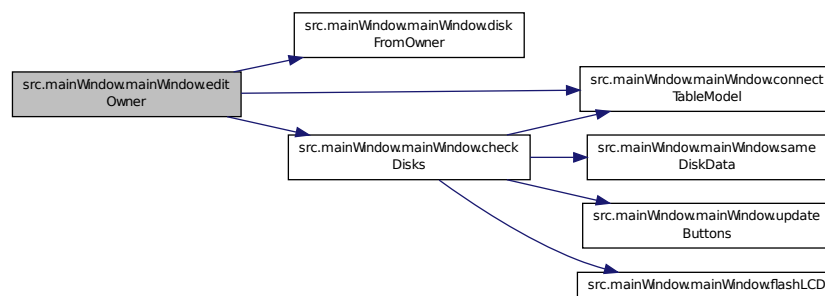 src.mainWindow.mainWindow.disk
FromOwner
src.mainWindow.mainWindow.edit
Owner
src.mainWindow.mainWindow.connect
TableModel
src.mainWindow.mainWindow.check
Disks
src.mainWindow.mainWindow.same
DiskData
src.mainWindow.mainWindow.update
Buttons
src.mainWindow.mainWindow.flashLCD